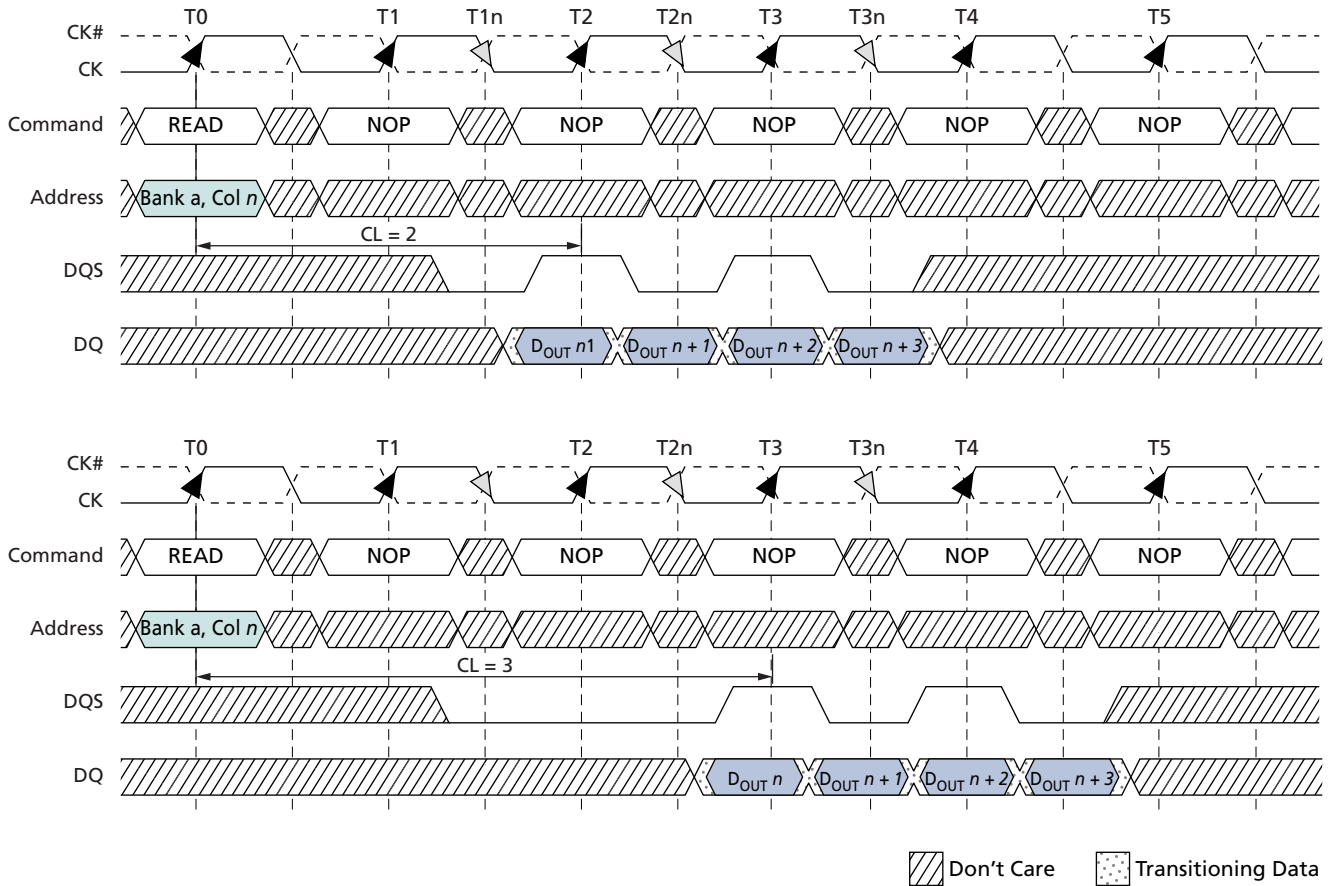 T0 T1 T1n T2 T2n T3 T3n T4 T5
CK#
CK
Command READ NOP NOP NOP NOP NOP
Address Bank a, Col n
CL = 2
DQS
DQ DOUT n1 DOUT n + 1 DOUT n + 2 DOUT n + 3
T0 T1 T2 T2n T3 T3n T4 T5
CK#
CK
Command READ NOP NOP NOP NOP NOP
Address Bank a, Col n
CL = 3
DQS
DQ DOUT n DOUT n + 1 DOUT n + 2 DOUT n + 3
Don't Care Transitioning Data